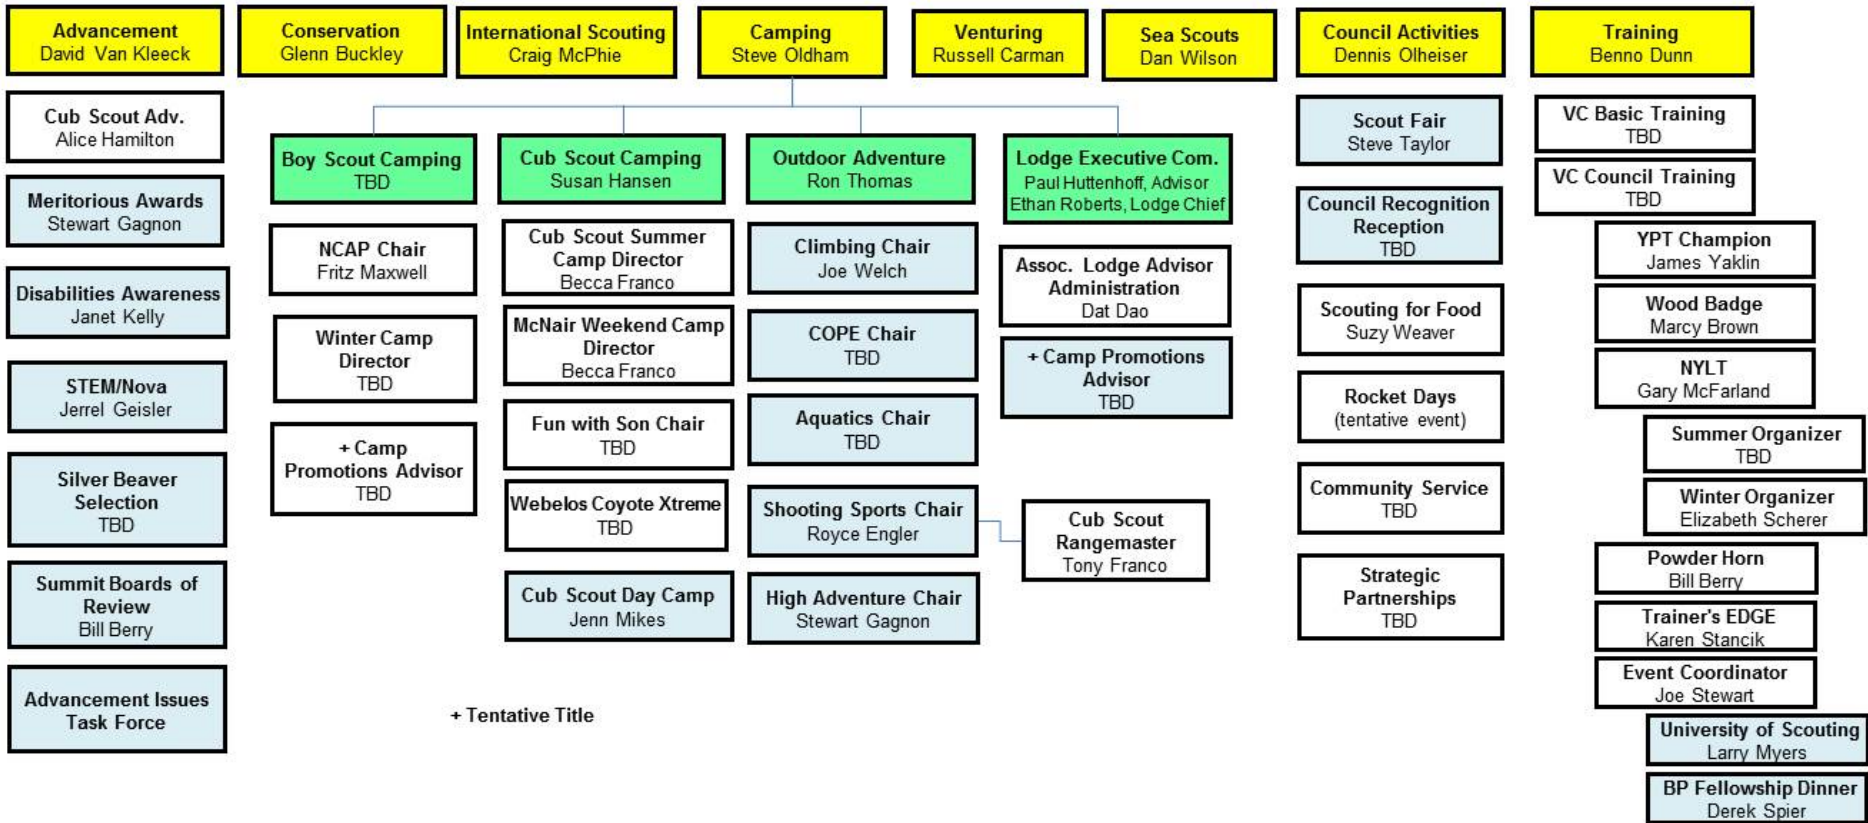 Advancement
David Van Kleeck
Conservation
Glenn Buckley
International Scouting
Craig McPhie
Camping
Steve Oldham
Venturing
Russell Carman
Sea Scouts
Dan Wilson
Council Activities
Dennis Olheiser
Training
Benno Dunn
Cub Scout Adv.
Alice Hamilton
Meritorious Awards
Stewart Gagnon
Disabilities Awareness
Janet Kelly
STEM/Nova
Jerrel Geisler
Silver Beaver
Selection
TBD
Summit Boards of
Review
Bill Berry
Advancement Issues
Task Force
Boy Scout Camping
TBD
NCAP Chair
Fritz Maxwell
Winter Camp
Director
TBD
+ Camp
Promotions Advisor
TBD
Cub Scout Camping
Susan Hansen
Cub Scout Summer
Camp Director
Becca Franco
McNair Weekend Camp
Director
Becca Franco
Fun with Son Chair
TBD
Webelos Coyote Xtreme
TBD
Cub Scout Day Camp
Jenn Mikes
Outdoor Adventure
Ron Thomas
Climbing Chair
Joe Welch
COPE Chair
TBD
Aquatics Chair
TBD
Shooting Sports Chair
Royce Engler
High Adventure Chair
Stewart Gagnon
Lodge Executive Com.
Paul Huttenhoff, Advisor
Ethan Roberts, Lodge Chief
Assoc. Lodge Advisor
Administration
Dat Dao
+ Camp Promotions
Advisor
TBD
Cub Scout
Rangemaster
Tony Franco
Scout Fair
Steve Taylor
Council Recognition
Reception
TBD
Scouting for Food
Suzy Weaver
Rocket Days
(tentative event)
Community Service
TBD
Strategic
Partnerships
TBD
VC Basic Training
TBD
VC Council Training
TBD
YPT Champion
James Yaklin
Wood Badge
Marcy Brown
NYLT
Gary McFarland
Summer Organizer
TBD
Winter Organizer
Elizabeth Scherer
Powder Horn
Bill Berry
Trainer's EDGE
Karen Stancik
Event Coordinator
Joe Stewart
University of Scouting
Larry Myers
BP Fellowship Dinner
Derek Spier
+ Tentative Title